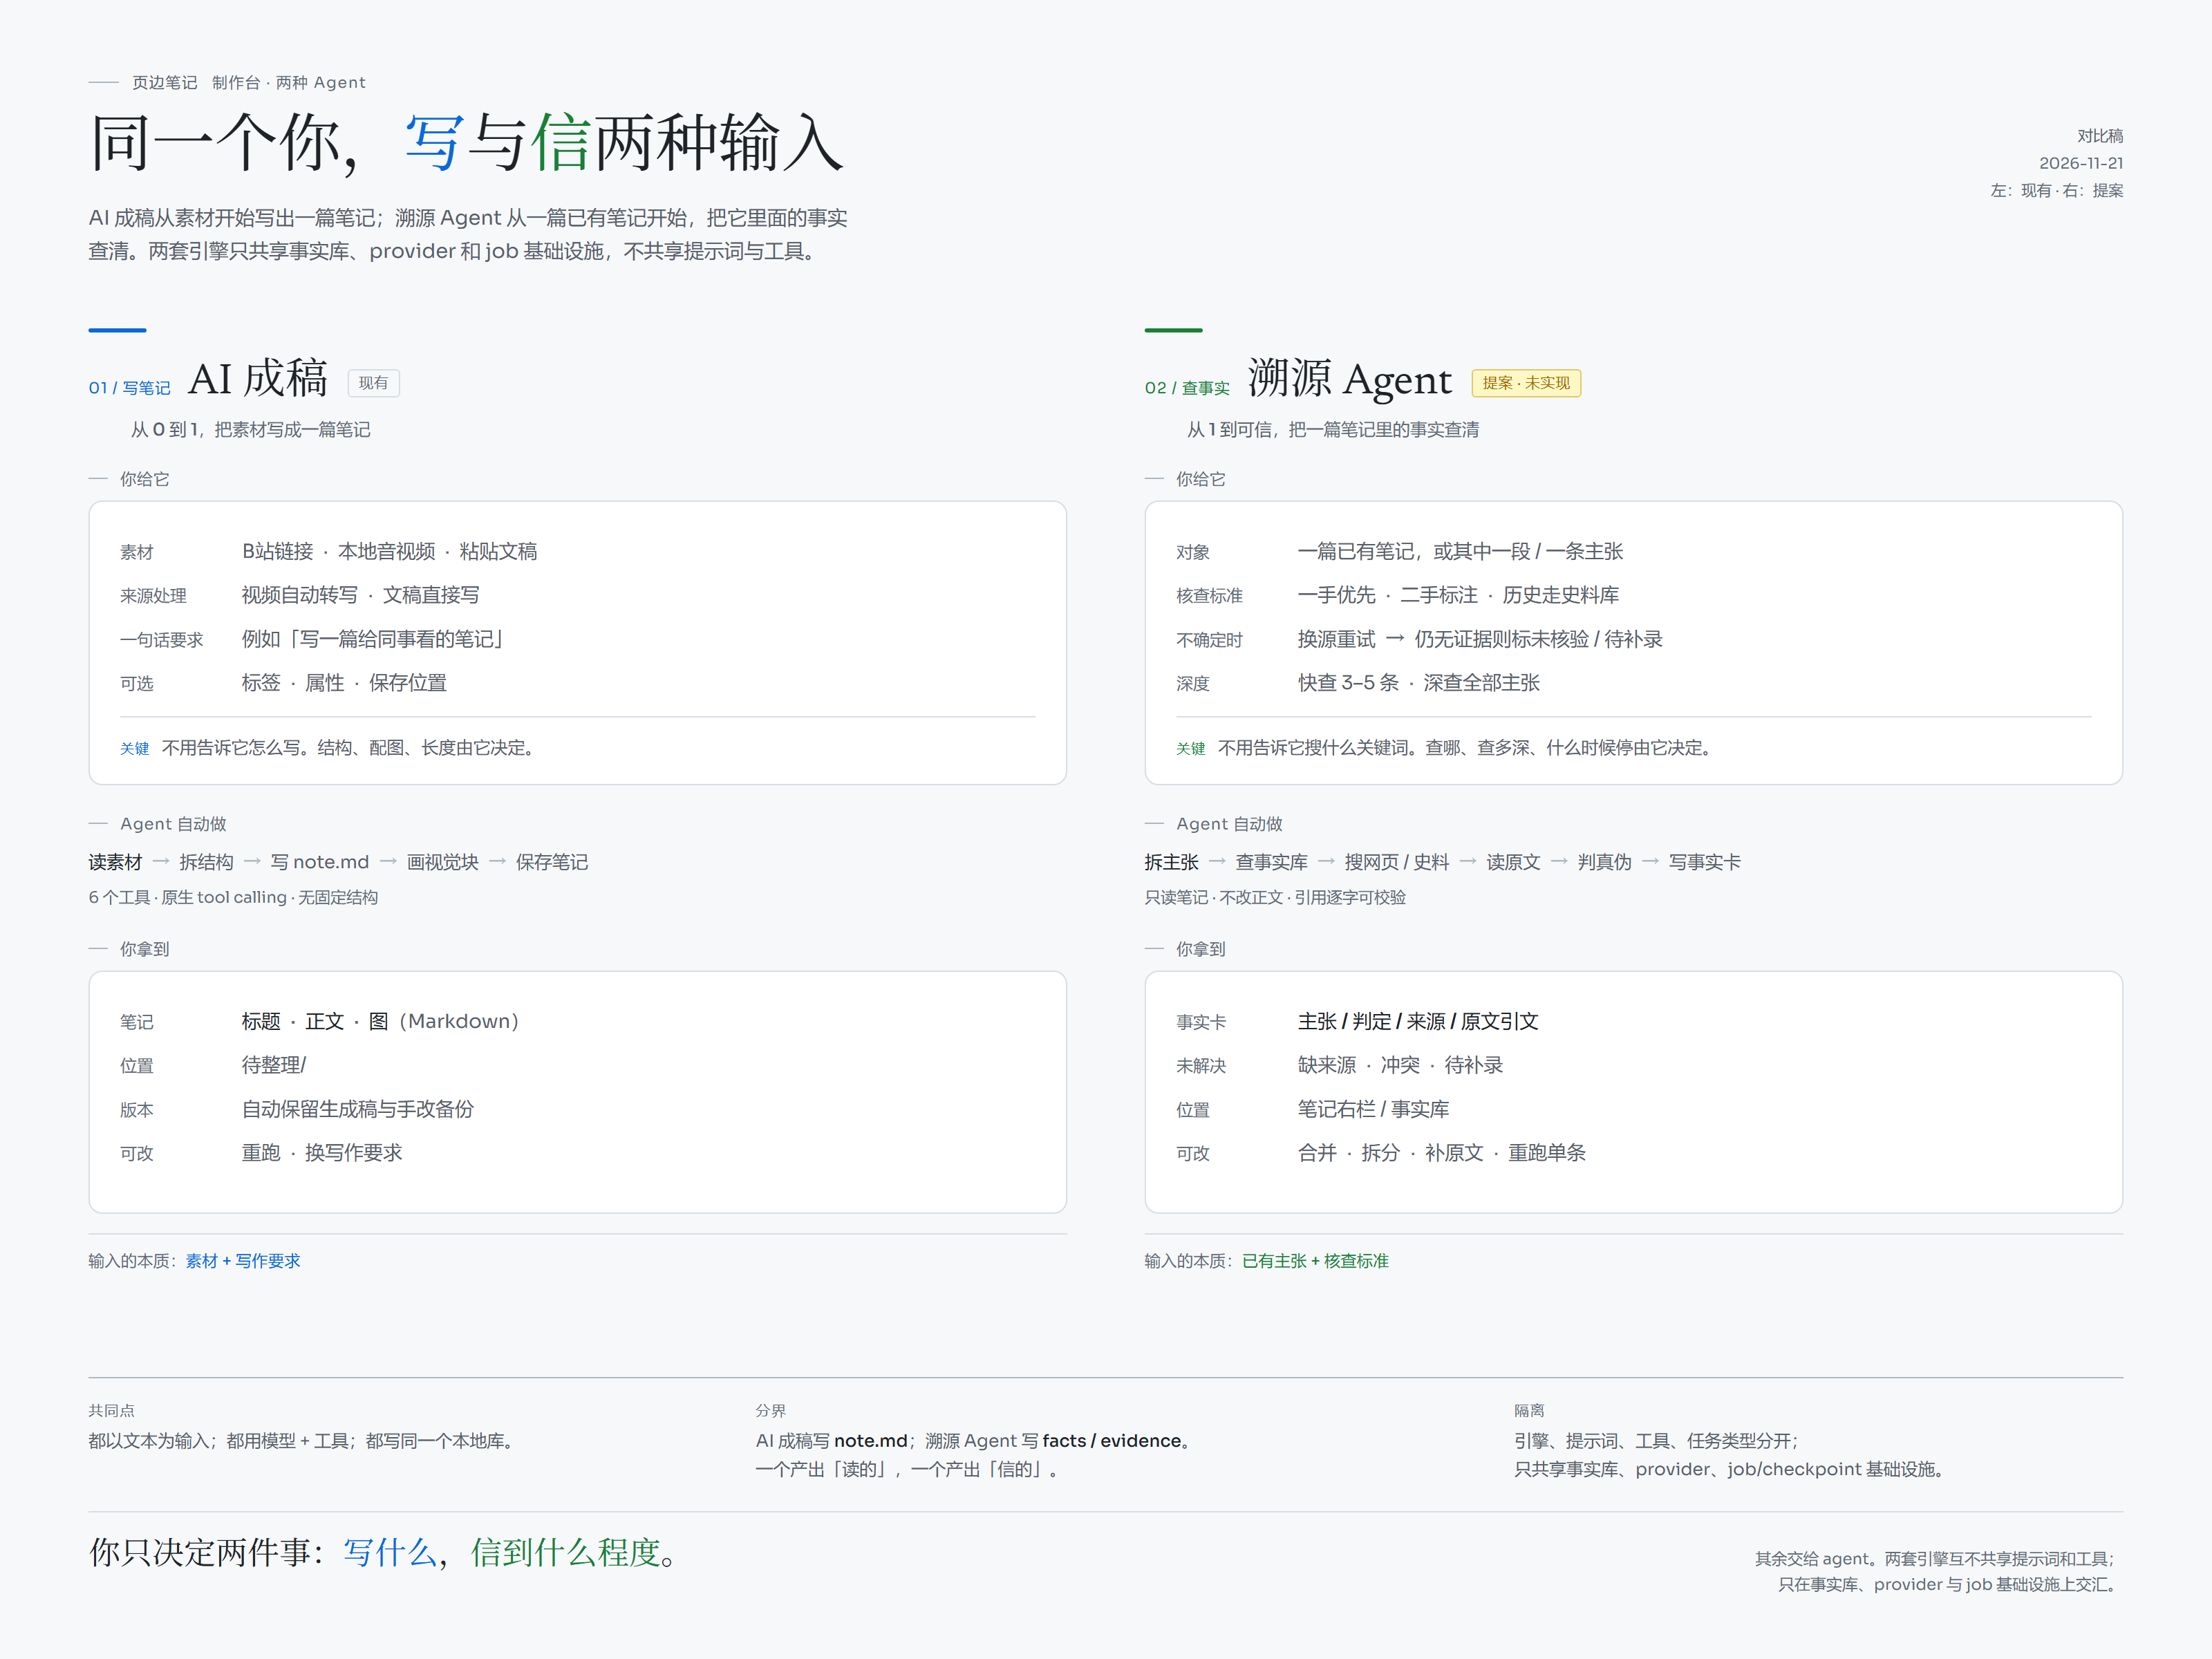 页边笔记 制作台 · 两种 Agent
同一个你，写与信两种输入
AI 成稿从素材开始写出一篇笔记；溯源 Agent 从一篇已有笔记开始，把它里面的事实
查清。两套引擎只共享事实库、provider 和 job 基础设施，不共享提示词与工具。
对比稿
2026-11-21
左：现有 · 右：提案
01 / 写笔记 AI 成稿 现有
从 0 到 1，把素材写成一篇笔记
你给它
素材 B站链接 · 本地音视频 · 粘贴文稿
来源处理 视频自动转写 · 文稿直接写
一句话要求 例如「写一篇给同事看的笔记」
可选 标签 · 属性 · 保存位置
关键 不用告诉它怎么写。结构、配图、长度由它决定。
Agent 自动做
读素材 → 拆结构 → 写 note.md → 画视觉块 → 保存笔记
6 个工具 · 原生 tool calling · 无固定结构
你拿到
笔记 标题 · 正文 · 图（Markdown）
位置 待整理/
版本 自动保留生成稿与手改备份
可改 重跑 · 换写作要求
输入的本质：素材 + 写作要求
02 / 查事实 溯源 Agent 提案 · 未实现
从 1 到可信，把一篇笔记里的事实查清
你给它
对象 一篇已有笔记，或其中一段 / 一条主张
核查标准 一手优先 · 二手标注 · 历史走史料库
不确定时 换源重试 → 仍无证据则标未核验 / 待补录
深度 快查 3–5 条 · 深查全部主张
关键 不用告诉它搜什么关键词。查哪、查多深、什么时候停由它决定。
Agent 自动做
拆主张 → 查事实库 → 搜网页 / 史料 → 读原文 → 判真伪 → 写事实卡
只读笔记 · 不改正文 · 引用逐字可校验
你拿到
事实卡 主张 / 判定 / 来源 / 原文引文
未解决 缺来源 · 冲突 · 待补录
位置 笔记右栏 / 事实库
可改 合并 · 拆分 · 补原文 · 重跑单条
输入的本质：已有主张 + 核查标准
共同点
都以文本为输入；都用模型 + 工具；都写同一个本地库。
分界
AI 成稿写 note.md；溯源 Agent 写 facts / evidence。
一个产出「读的」，一个产出「信的」。
隔离
引擎、提示词、工具、任务类型分开；
只共享事实库、provider、job/checkpoint 基础设施。
你只决定两件事：写什么，信到什么程度。
其余交给 agent。两套引擎互不共享提示词和工具；
只在事实库、provider 与 job 基础设施上交汇。